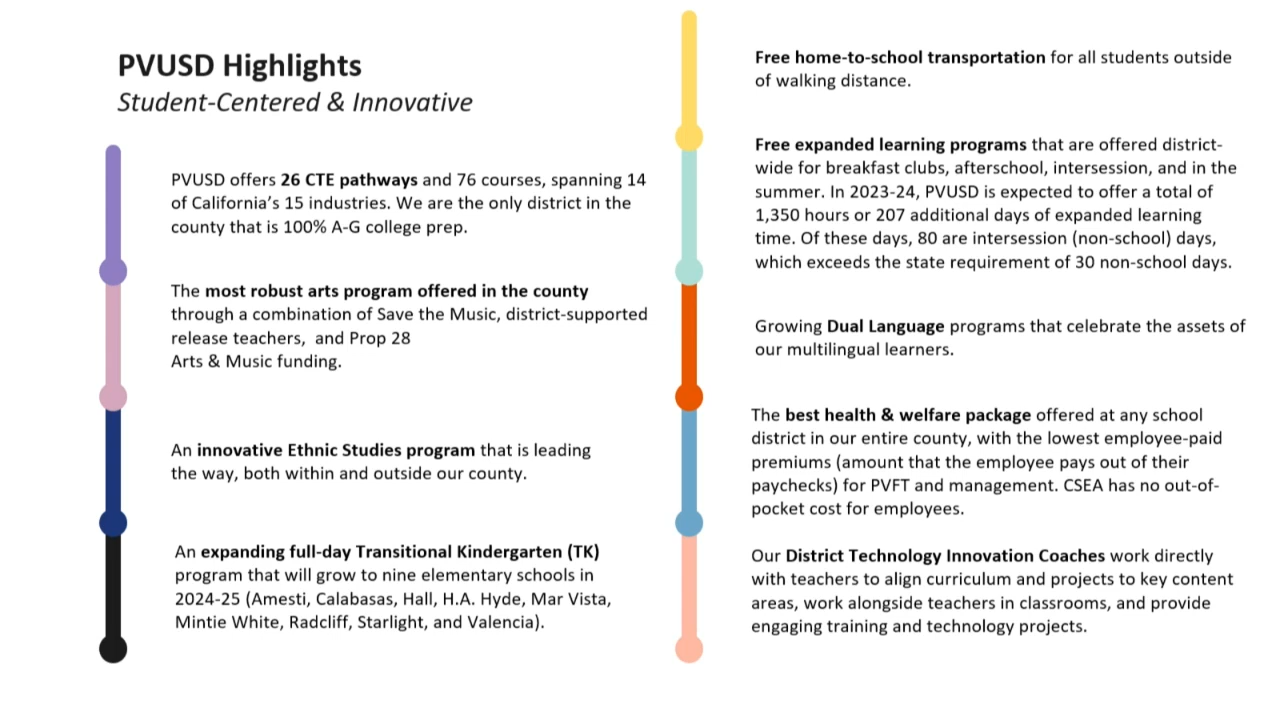 PVUSD Highlights
Student-Centered & Innovative
PVUSD offers 26 CTE pathways and 76 courses, spanning 14
of California's 15 industries. We are the only district in the
county that is 100% A-G college prep.
The most robust arts program offered in the county
through a combination of Save the Music, district-supported
release teachers,  and Prop 28
Arts & Music funding.
An innovative Ethnic Studies program that is leading
the way, both within and outside our county.
An expanding full-day Transitional Kindergarten (TK)
program that will grow to nine elementary schools in
2024-25 (Amesti, Calabasas, Hall, H.A. Hyde, Mar Vista,
Mintie White, Radcliff, Starlight, and Valencia).
Free home-to-school transportation for all students outside
of walking distance.
Free expanded learning programs that are offered district-
wide for breakfast clubs, afterschool, intersession, and in the
summer. In 2023-24, PVUSD is expected to offer a total of
1,350 hours or 207 additional days of expanded learning
time. Of these days, 80 are intersession (non-school) days,
which exceeds the state requirement of 30 non-school days.
Growing Dual Language programs that celebrate the assets of
our multilingual learners.
The best health & welfare package offered at any school
district in our entire county, with the lowest employee-paid
premiums (amount that the employee pays out of their
paychecks) for PVFT and management. CSEA has no out-of-
pocket cost for employees.
Our District Technology Innovation Coaches work directly
with teachers to align curriculum and projects to key content
areas, work alongside teachers in classrooms, and provide
engaging training and technology projects.